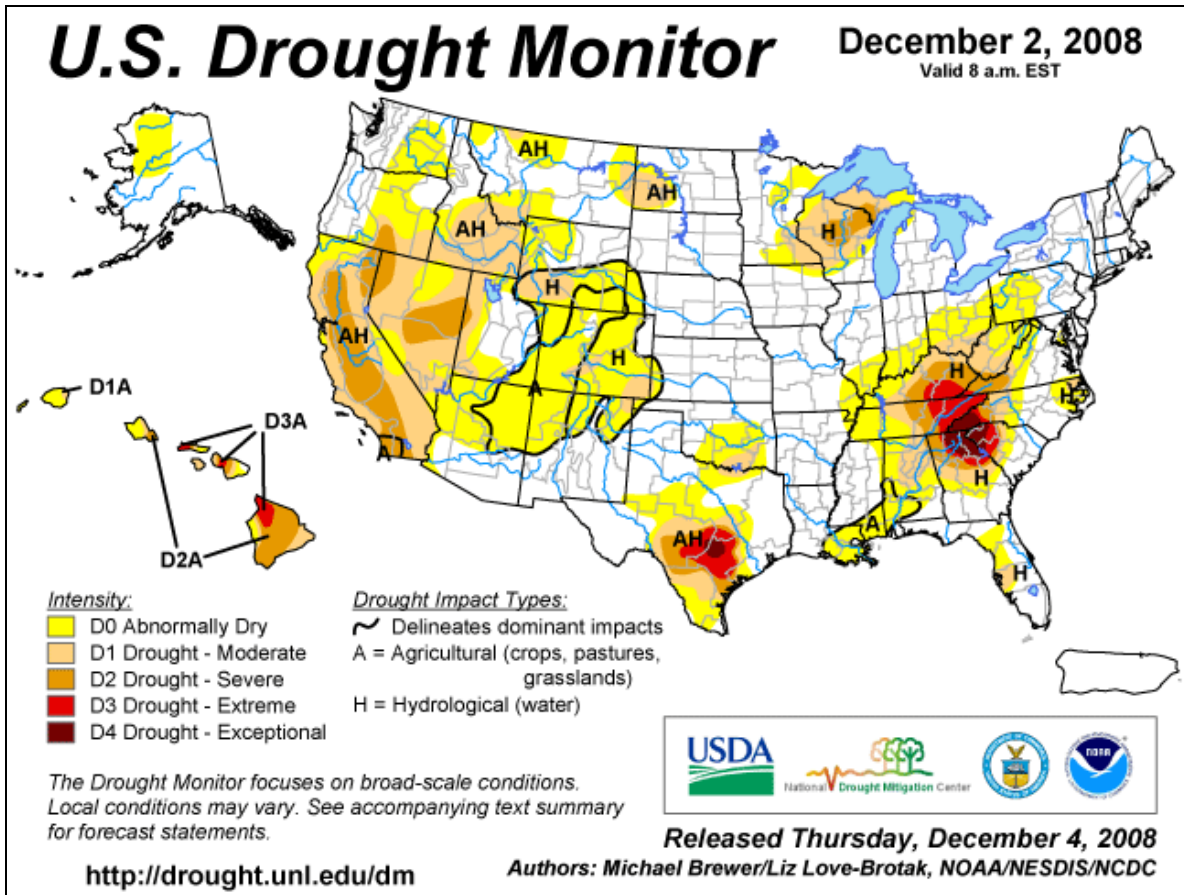 U.S. Drought Monitor
December 2, 2008
Valid 8 a.m. EST
AH
AH
AH
H
H
AH
H
A
A
D1A
D3A
D2A
H
H
H
AH
A
H
Intensity:
D0 Abnormally Dry
D1 Drought - Moderate
D2 Drought - Severe
D3 Drought - Extreme
D4 Drought - Exceptional
Drought Impact Types:
Delineates dominant impacts
A = Agricultural (crops, pastures,
grasslands)
H = Hydrological (water)
The Drought Monitor focuses on broad-scale conditions.
Local conditions may vary. See accompanying text summary
for forecast statements.
http://drought.unl.edu/dm
USDA
National Drought Mitigation Center
NOAA
Released Thursday, December 4, 2008
Authors: Michael Brewer/Liz Love-Brotak, NOAA/NESDIS/NCDC